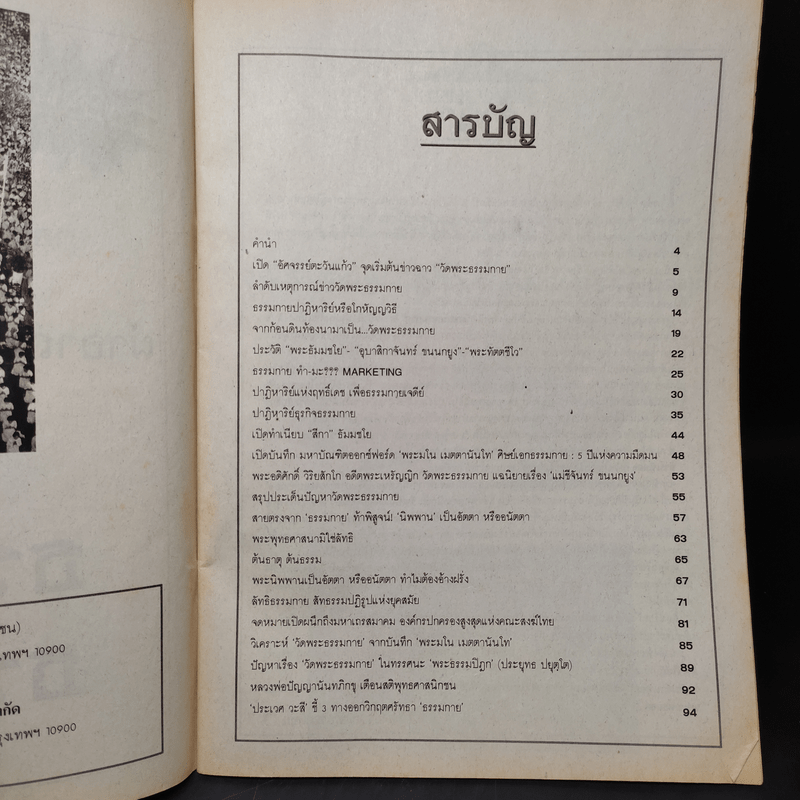 สารบัญ
คำนำ 4
เปิด "อัศจรรย์ตะวันแก้ว" จุดเริ่มต้นข่าวฉาว "วัดพระธรรมกาย" 5
ลำดับเหตุการณ์ข่าววัดพระธรรมกาย 9
ธรรมกายปาฏิหาริย์หรือโกหัญญวิธี 14
จากก้อนดินท้องนามาเป็น...วัดพระธรรมกาย 19
ประวัติ "พระธัมมชโย"- "อุบาสิกาจันทร์ ขนนกยูง"-"พระทัตตชีโว" 22
ธรรมกาย ทำ-มะ??? MARKETING 25
ปาฏิหาริย์แห่งฤทธิ์เดช เพื่อธรรมกายเจดีย์ 30
ปาฏิหาริย์ธุรกิจธรรมกาย 35
เปิดทำเนียบ "สีกา" ธัมมชโย 44
เปิดบันทึก มหาบัณฑิตออกซ์ฟอร์ด 'พระมโน เมตตานันโท' ศิษย์เอกธรรมกาย : 5 ปีแห่งความมืดมน 48
พระอดิศักดิ์ วิริยสักโก อดีตพระเหรัญญิก วัดพระธรรมกาย แฉนิยายเรื่อง 'แม่ชีจันทร์ ขนนกยูง' 53
สรุปประเด็นปัญหาวัดพระธรรมกาย 55
สายตรงจาก 'ธรรมกาย' ท้าพิสูจน์! 'นิพพาน' เป็นอัตตา หรืออนัตตา 57
พระพุทธศาสนามิใช่ลัทธิ 63
ต้นธาตุ ต้นธรรม 65
พระนิพพานเป็นอัตตา หรืออนัตตา ทำไมต้องอ้างฝรั่ง 67
ลัทธิธรรมกาย สัทธรรมปฏิรูปแห่งยุคสมัย 71
จดหมายเปิดผนึกถึงมหาเถรสมาคม องค์กรปกครองสูงสุดแห่งคณะสงฆ์ไทย 81
วิเคราะห์ 'วัดพระธรรมกาย' จากบันทึก 'พระมโน เมตตานันโท' 85
ปัญหาเรื่อง 'วัดพระธรรมกาย' ในทรรศนะ 'พระธรรมปิฎก' (ประยุทธ ปยุตฺโต) 89
หลวงพ่อปัญญานันทภิกขุ เตือนสติพุทธศาสนิกชน 92
'ประเวศ วะสี' ชี้ 3 ทางออกวิกฤตศรัทธา 'ธรรมกาย' 94
ชน)
10900
กัด
กรุงเทพฯ 10900